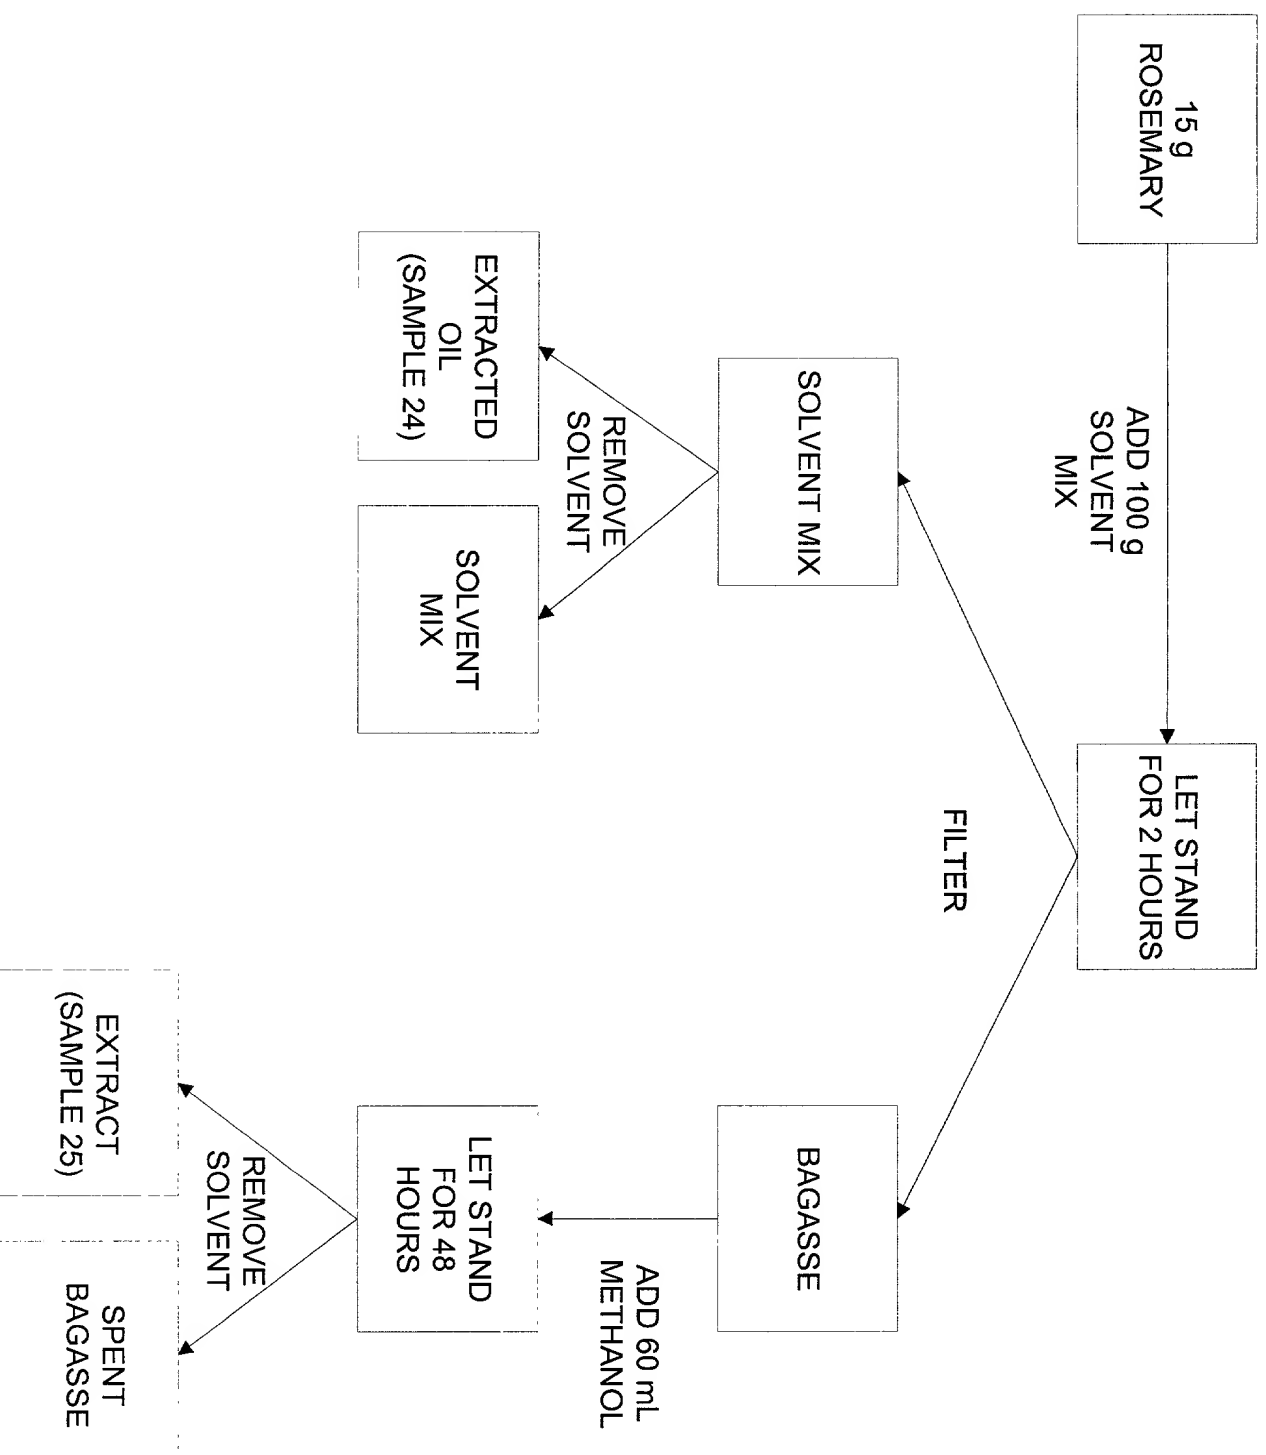 15 g
ROSEMARY
ADD 100 g
SOLVENT
MIX
LET STAND
FOR 2 HOURS
FILTER
SOLVENT MIX
BAGASSE
REMOVE
SOLVENT
ADD 60 mL
METHANOL
EXTRACTED
OIL
(SAMPLE 24)
SOLVENT
MIX
LET STAND
FOR 48
HOURS
REMOVE
SOLVENT
EXTRACT
(SAMPLE 25)
SPENT
BAGASSE